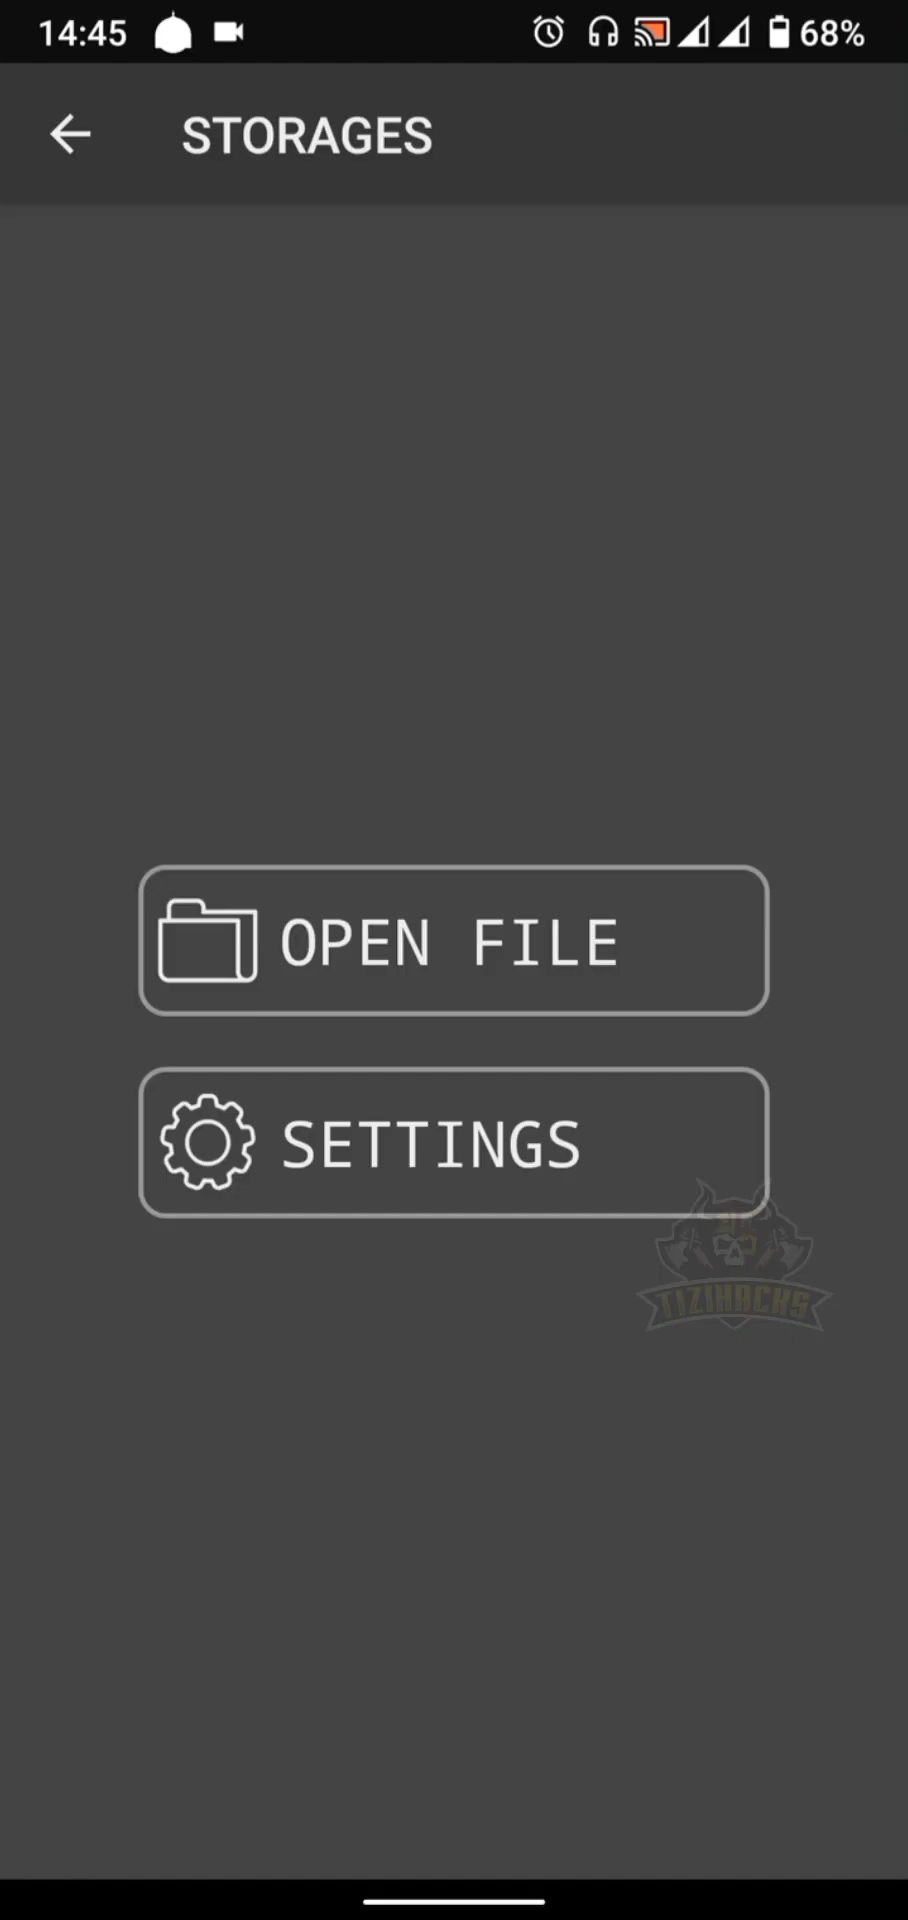 14:45
68%
STORAGES
OPEN FILE
SETTINGS
TIZIHACKS